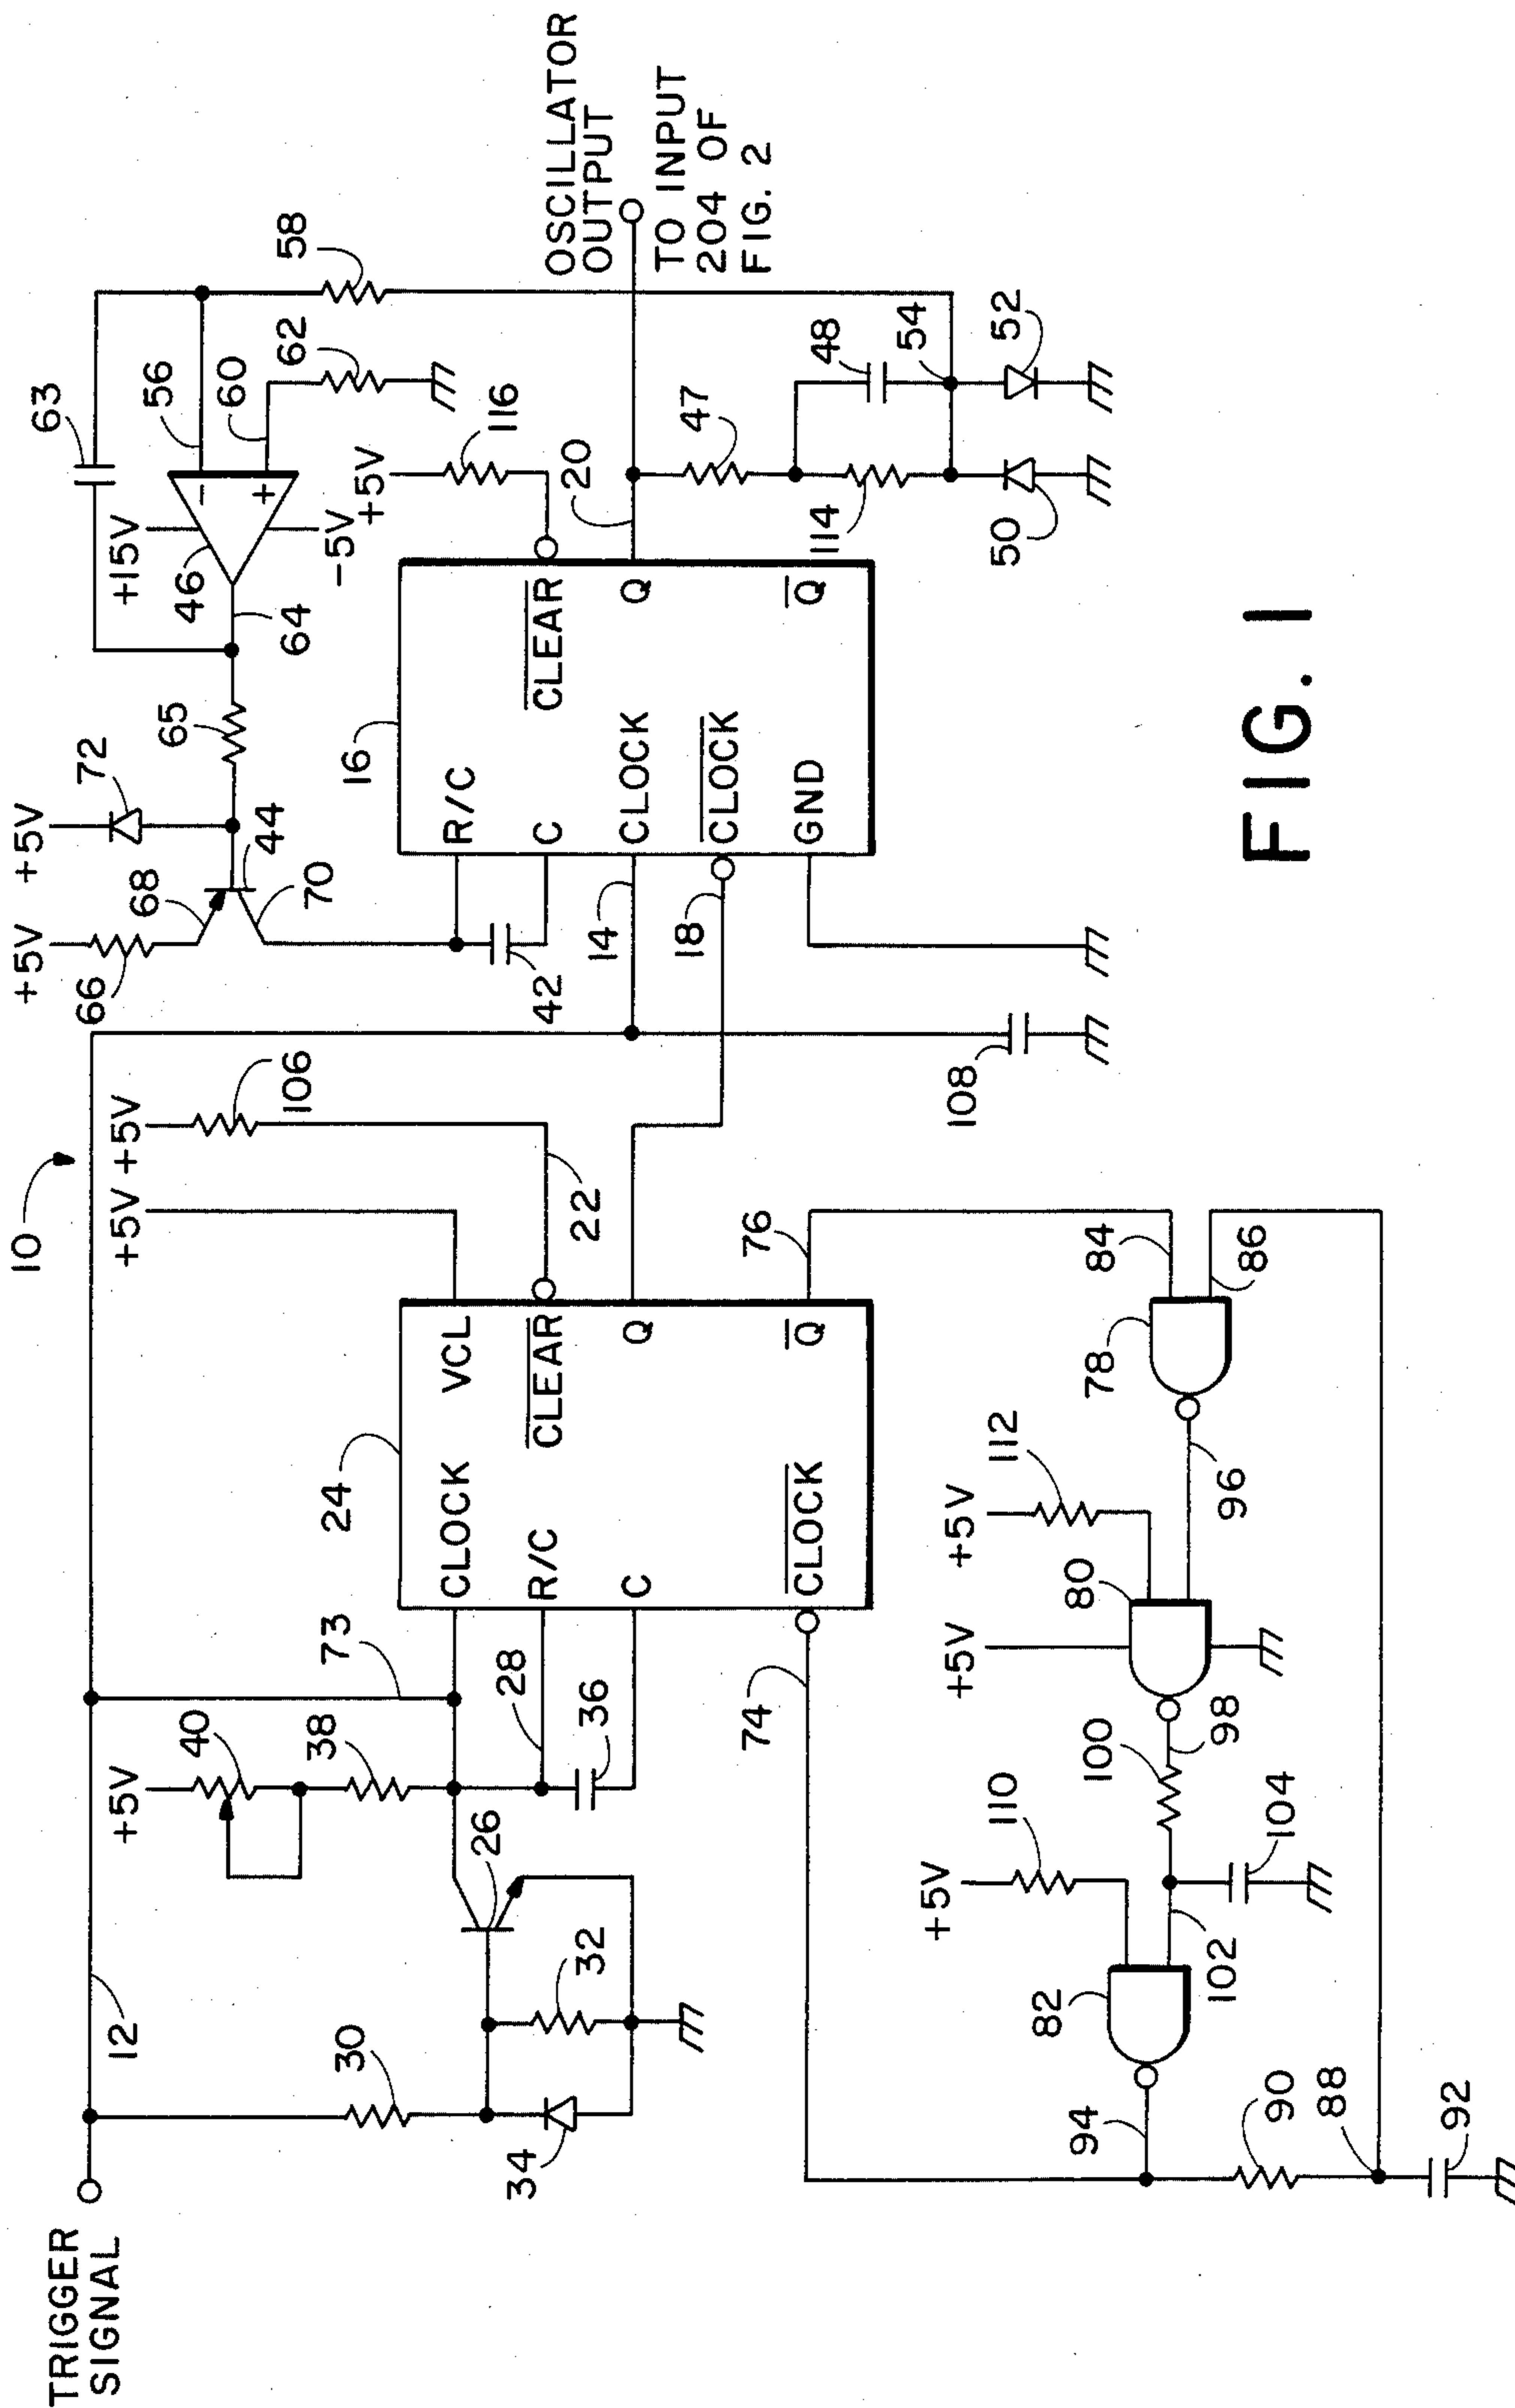 10
TRIGGER
SIGNAL
12
30
34
32
26
+5V
40
38
73
28
36
74
24
CLOCK
R/C
C
CLOCK
VCL
CLEAR
Q
Q
+5V
+5V
106
22
76
84
86
78
96
112
+5V
80
+5V
98
100
104
110
+5V
102
82
94
90
88
92
108
+5V
66
68
70
+5V
72
44
65
42
14
18
16
R/C
C
CLOCK
CLOCK
GND
CLEAR
Q
Q
63
+15V
46
64
-5V
-
+
56
60
62
58
+5V
116
20
47
114
48
54
50
52
OSCILLATOR
OUTPUT
TO INPUT
204 OF
FIG. 2
FIG. 1